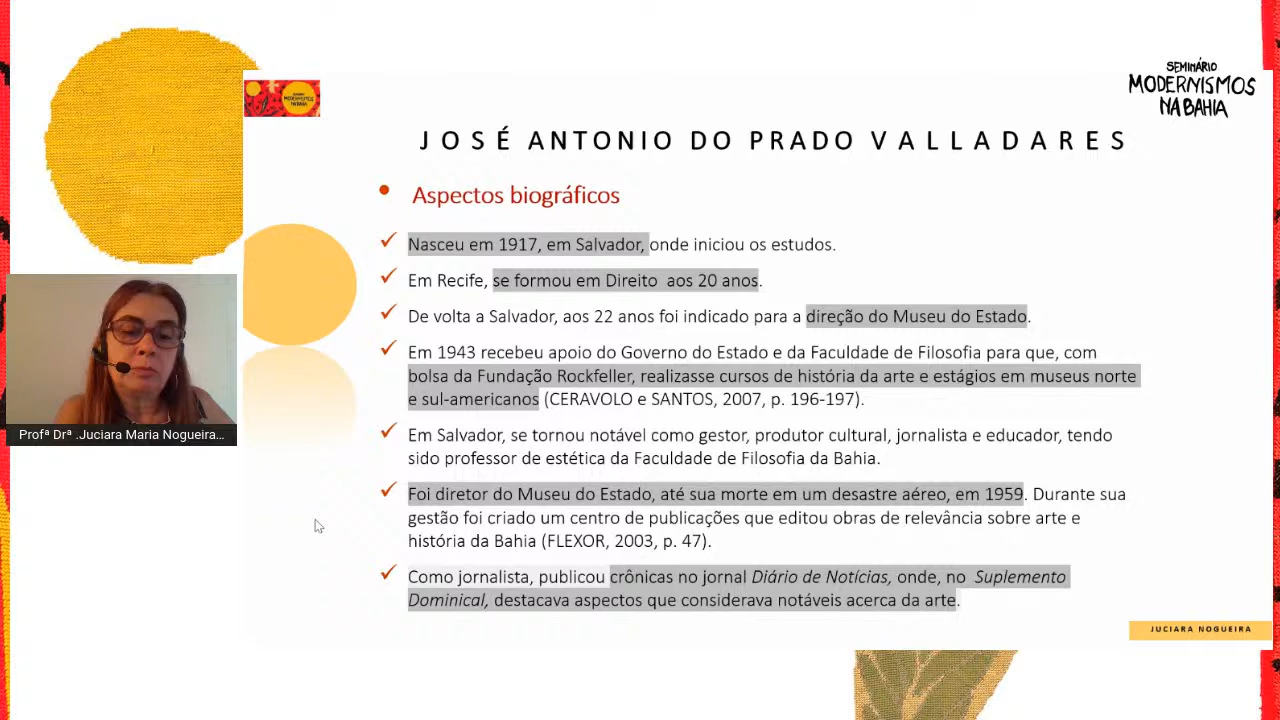 SEMINÁRIO
MODERNISMOS
NA BAHIA
MODERNISMOS
NA BAHIA
JOSÉ ANTONIO DO PRADO VALLADARES
• Aspectos biográficos
✓ Nasceu em 1917, em Salvador, onde iniciou os estudos.
✓ Em Recife, se formou em Direito aos 20 anos.
✓ De volta a Salvador, aos 22 anos foi indicado para a direção do Museu do Estado.
✓ Em 1943 recebeu apoio do Governo do Estado e da Faculdade de Filosofia para que, com
bolsa da Fundação Rockfeller, realizasse cursos de história da arte e estágios em museus norte
e sul-americanos (CERAVOLO e SANTOS, 2007, p. 196-197).
✓ Em Salvador, se tornou notável como gestor, produtor cultural, jornalista e educador, tendo
sido professor de estética da Faculdade de Filosofia da Bahia.
✓ Foi diretor do Museu do Estado, até sua morte em um desastre aéreo, em 1959. Durante sua
gestão foi criado um centro de publicações que editou obras de relevância sobre arte e
história da Bahia (FLEXOR, 2003, p. 47).
✓ Como jornalista, publicou crônicas no jornal Diário de Notícias, onde, no Suplemento
Dominical, destacava aspectos que considerava notáveis acerca da arte.
Profª Drª .Juciara Maria Nogueira...
JUCIARA NOGUEIRA